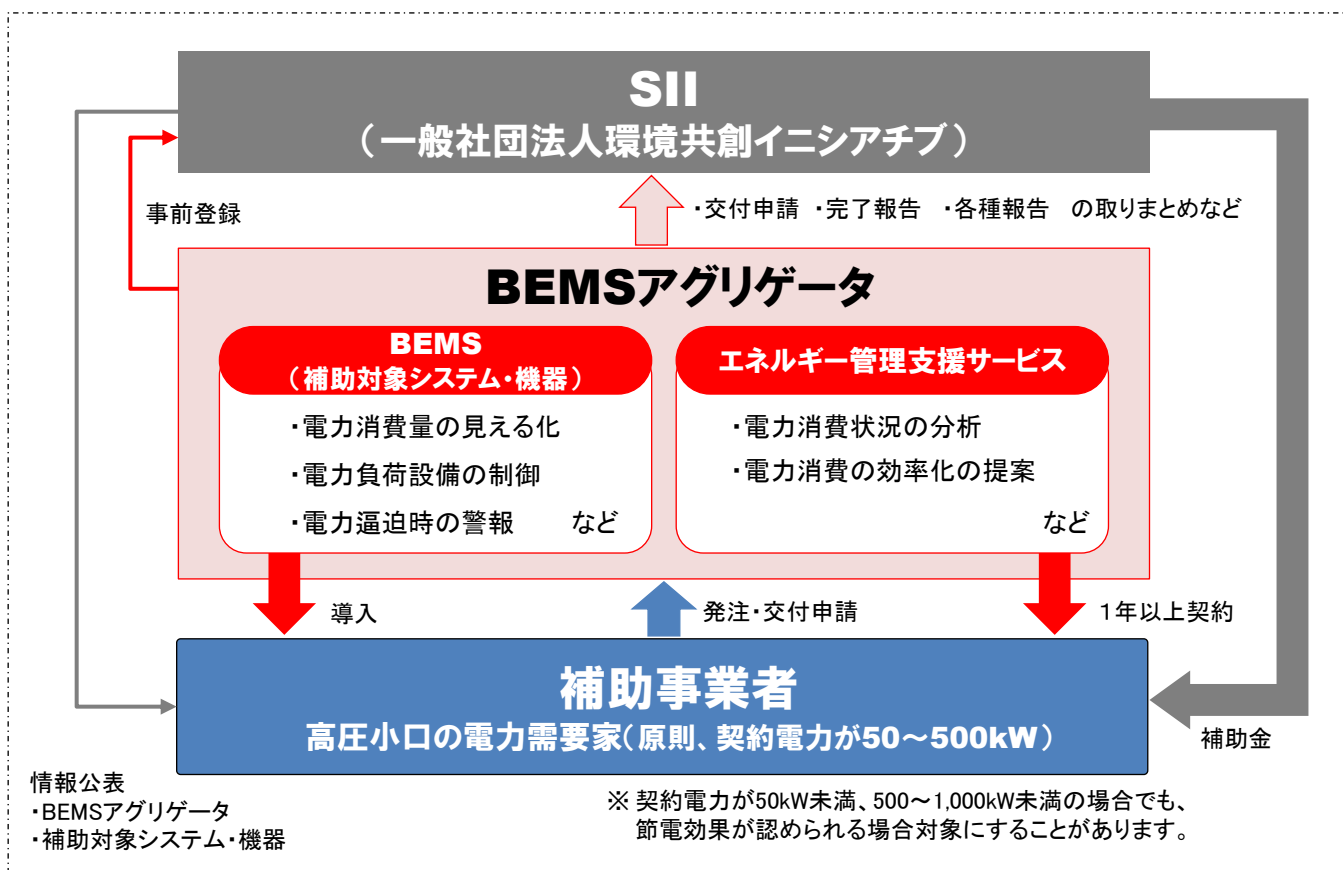 SII
（一般社団法人環境共創イニシアチブ）
事前登録
・交付申請 ・完了報告 ・各種報告 の取りまとめなど
BEMSアグリゲータ
BEMS
（補助対象システム・機器）
・電力消費量の見える化
・電力負荷設備の制御
・電力逼迫時の警報 など
エネルギー管理支援サービス
・電力消費状況の分析
・電力消費の効率化の提案
など
導入
発注・交付申請
１年以上契約
補助事業者
高圧小口の電力需要家（原則、契約電力が50～500kW）
補助金
情報公表
・BEMSアグリゲータ
・補助対象システム・機器
※ 契約電力が50kW未満、500～1,000kW未満の場合でも、
節電効果が認められる場合対象にすることがあります。